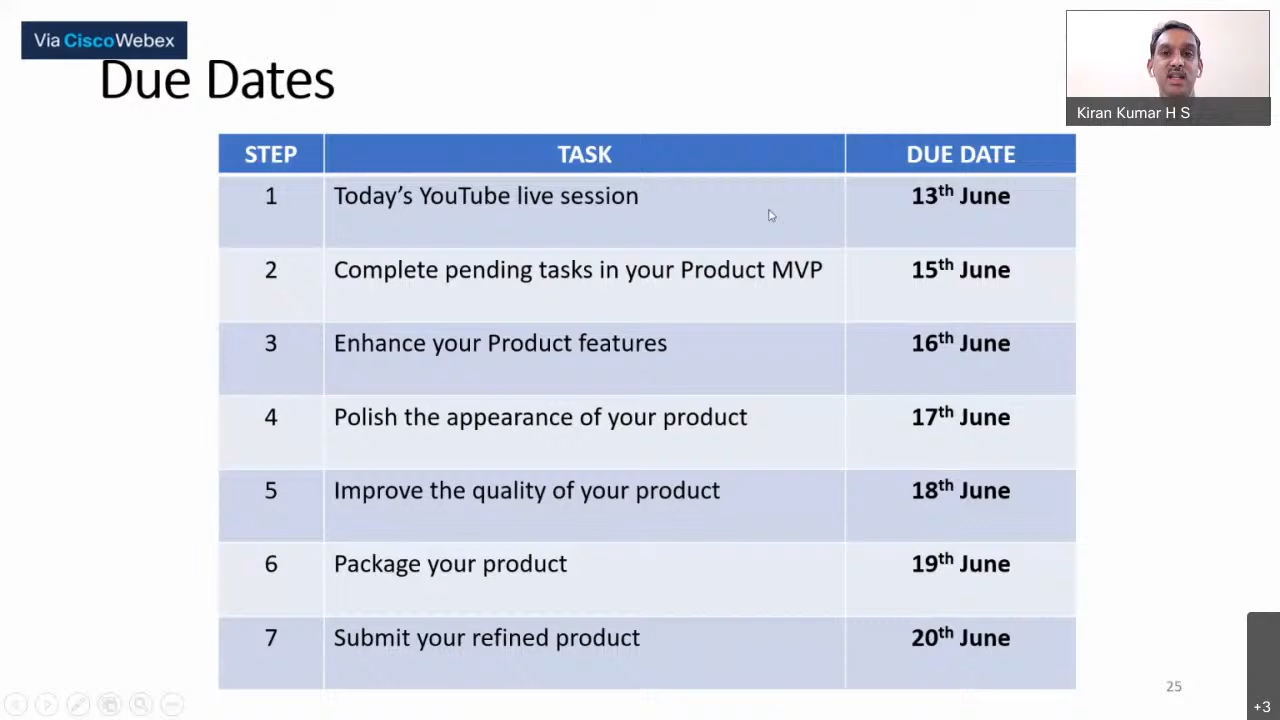 Via CiscoWebex
Due Dates
Kiran Kumar H S
STEP TASK DUE DATE
1 Today’s YouTube live session 13th June
2 Complete pending tasks in your Product MVP 15th June
3 Enhance your Product features 16th June
4 Polish the appearance of your product 17th June
5 Improve the quality of your product 18th June
6 Package your product 19th June
7 Submit your refined product 20th June
25
+3